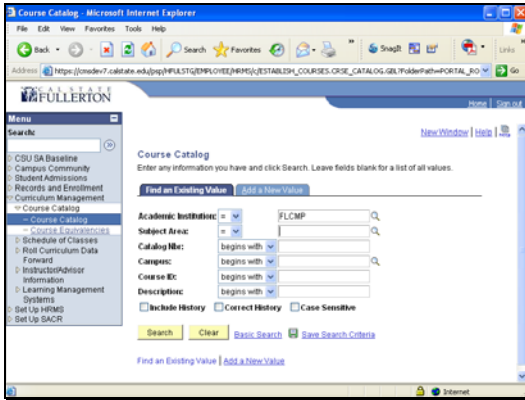 Course Catalog - Microsoft Internet Explorer
File Edit View Favorites Tools Help
Back Search Favorites SnagIt Links
Address https://cmsdev7.calstate.edu/psp/HFULSTG/EMPLOYEE/HRMS/c/ESTABLISH_COURSES.CRSE_CATALOG.GBL?FolderPath=PORTAL_RO Go
CAL STATE
FULLERTON
Home | Sign out
Menu
New Window | Help |
Search:
CSU SA Baseline
Campus Community
Student Admissions
Records and Enrollment
Curriculum Management
Course Catalog
– Course Catalog
– Course Equivalencies
Schedule of Classes
Roll Curriculum Data
Forward
Instructor/Advisor
Information
Learning Management
Systems
Set Up HRMS
Set Up SACR
Course Catalog
Enter any information you have and click Search. Leave fields blank for a list of all values.
Find an Existing Value Add a New Value
Academic Institution: = FLCMP
Subject Area: =
Catalog Nbr: begins with
Campus: begins with
Course ID: begins with
Description: begins with
Include History Correct History Case Sensitive
Search Clear Basic Search Save Search Criteria
Find an Existing Value | Add a New Value
Internet